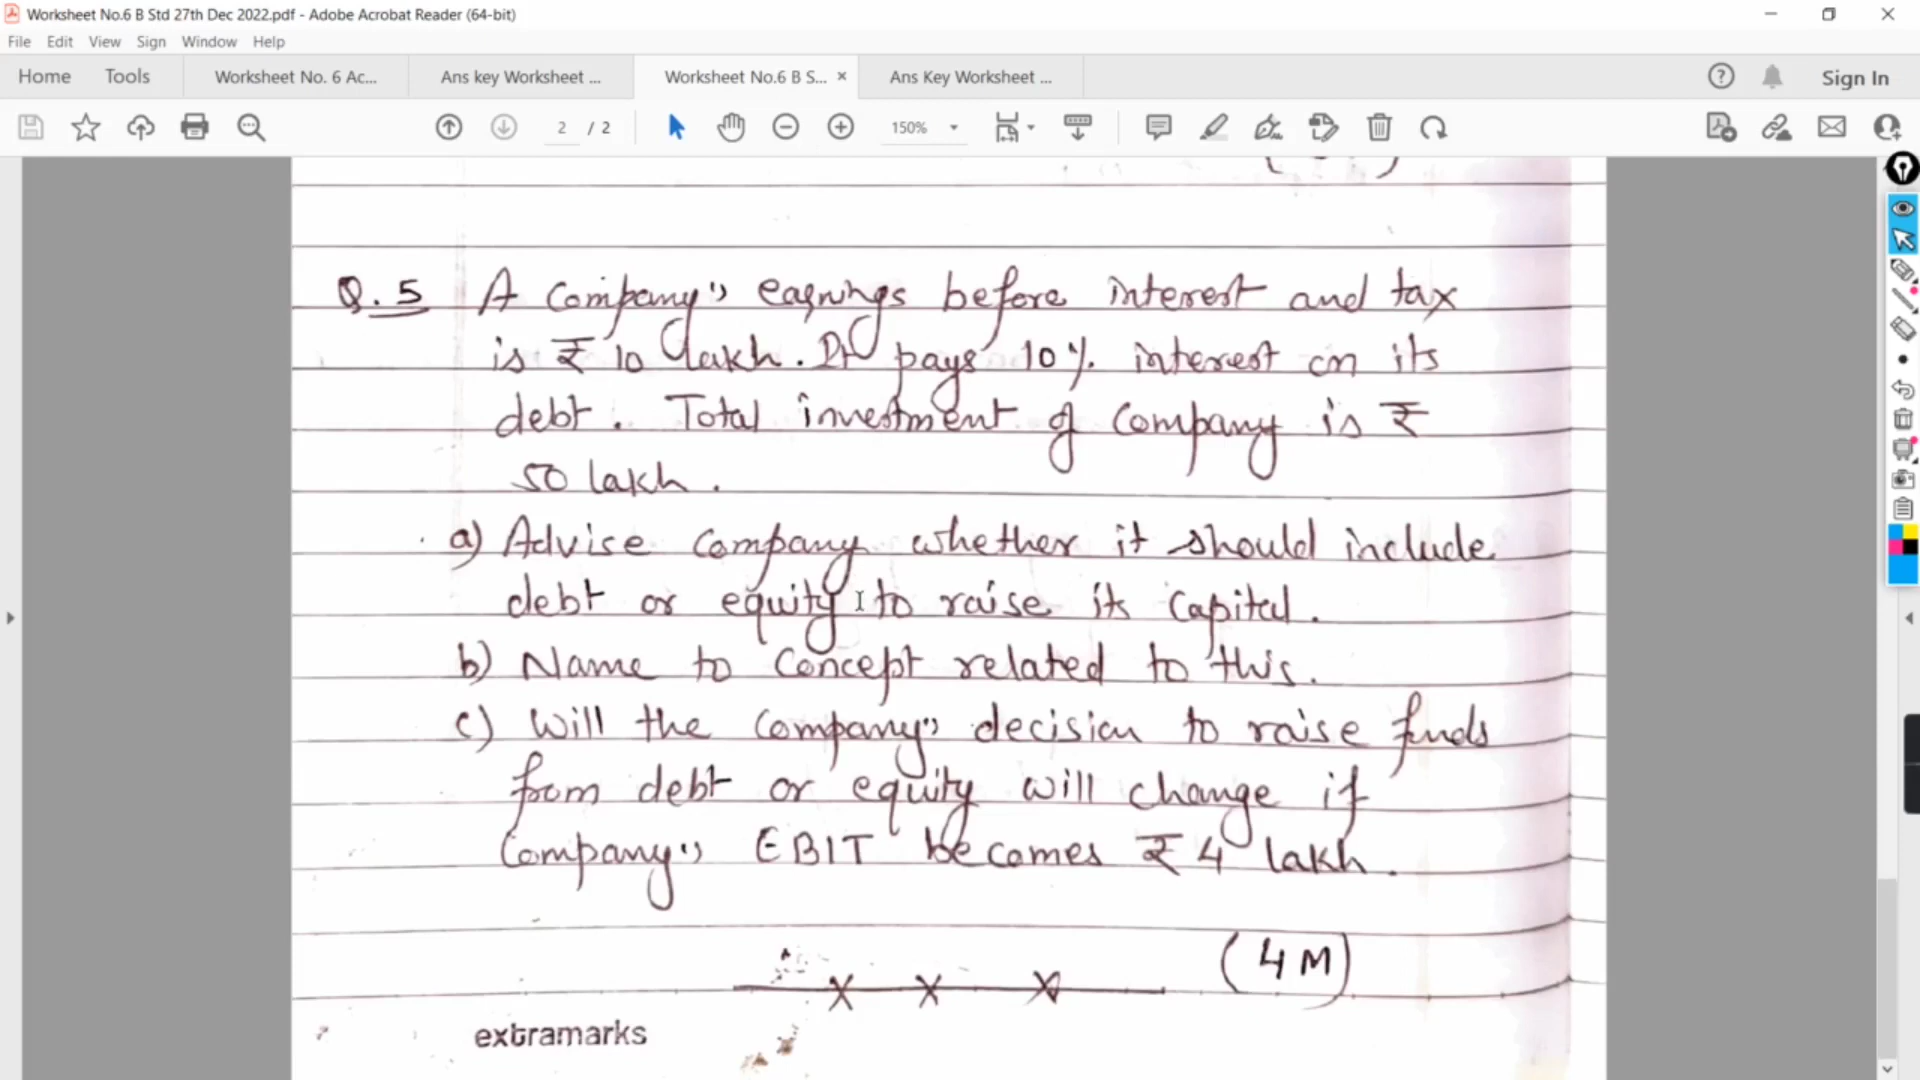 Worksheet No.6 B Std 27th Dec 2022.pdf - Adobe Acrobat Reader (64-bit)
File Edit View Sign Window Help
Home Tools Worksheet No. 6 Ac... Ans key Worksheet ... Worksheet No.6 B S... × Ans Key Worksheet ... Sign In
2 / 2 150%
Q.5 A Company's earnings before interest and tax
is ₹ 10 lakh. It pays 10% interest on its
debt. Total investment of Company is ₹
50 lakh.
a) Advise Company whether it should include
debt or equity to raise its Capital.
b) Name to Concept related to this.
c) Will the Company's decision to raise funds
from debt or equity will change if
Company's EBIT becomes ₹ 4 lakh.
(4M)
x x x
extramarks